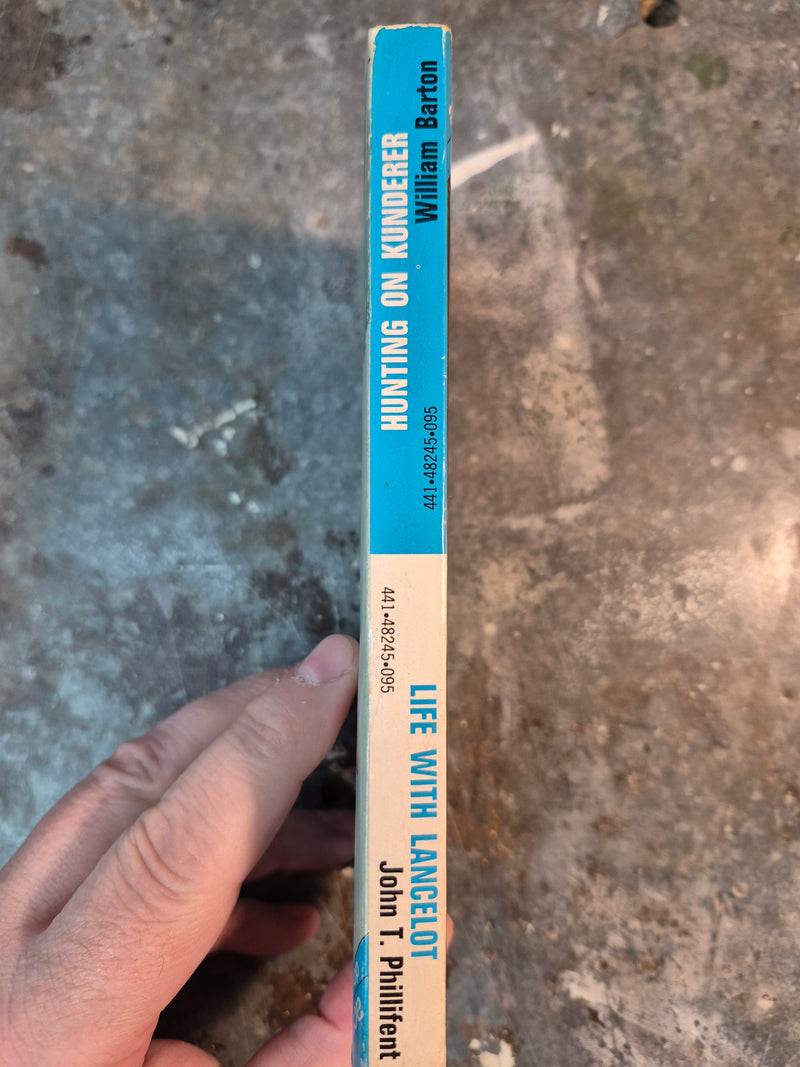 HUNTING ON KUNDERER
William Barton
441•48245•095
441•48245•095
LIFE WITH LANCELOT
John T. Phillifent